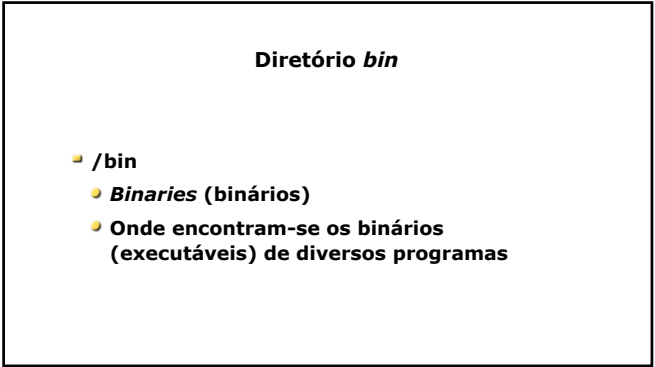 Diretório bin
/bin
Binaries (binários)
Onde encontram-se os binários
(executáveis) de diversos programas